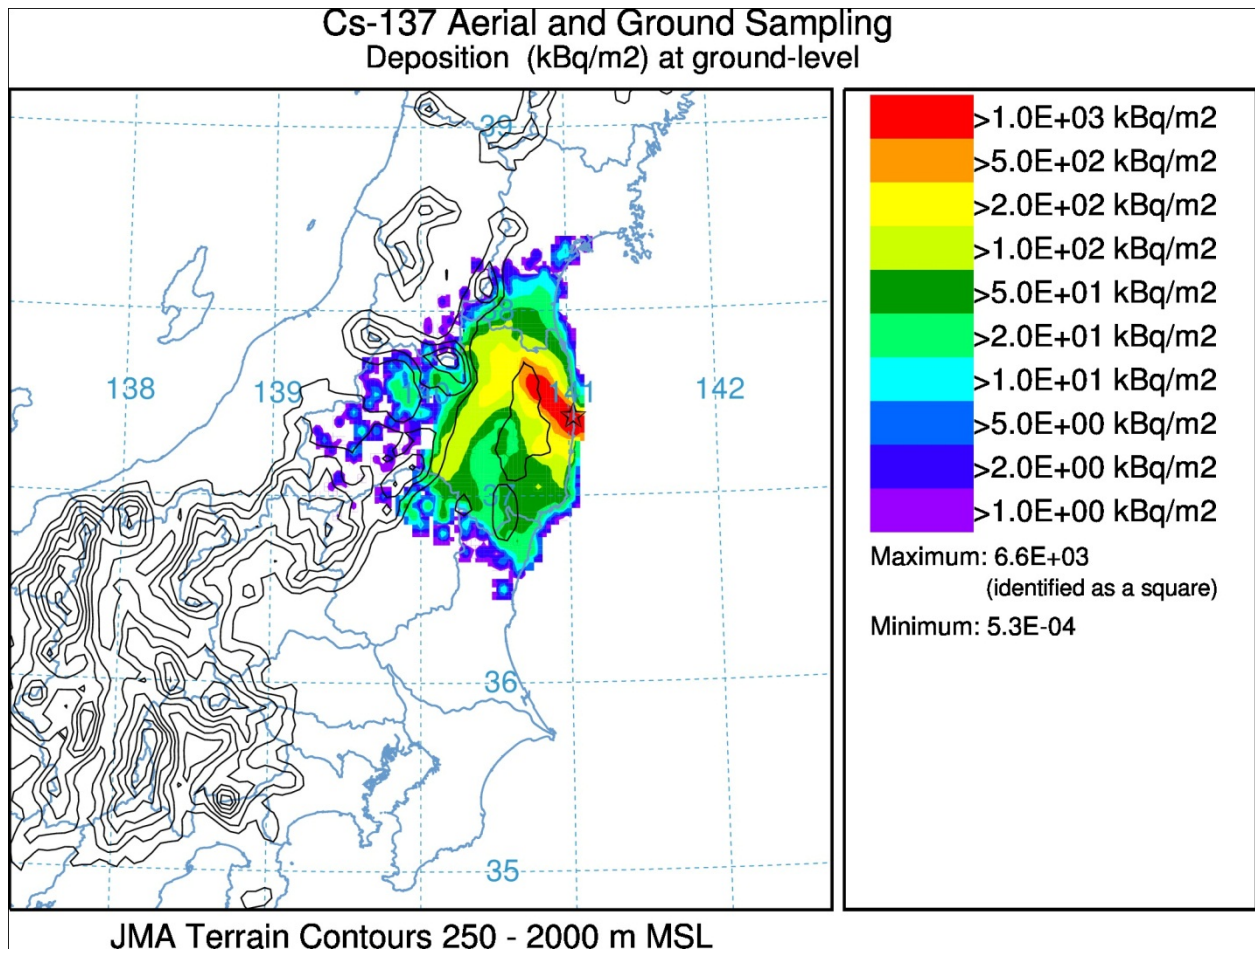 Cs-137 Aerial and Ground Sampling
Deposition (kBq/m2) at ground-level
>1.0E+03 kBq/m2
>5.0E+02 kBq/m2
>2.0E+02 kBq/m2
>1.0E+02 kBq/m2
>5.0E+01 kBq/m2
>2.0E+01 kBq/m2
>1.0E+01 kBq/m2
>5.0E+00 kBq/m2
>2.0E+00 kBq/m2
>1.0E+00 kBq/m2
Maximum: 6.6E+03
(identified as a square)
Minimum: 5.3E-04
39
38
138 139 141 142
37
36
35
JMA Terrain Contours 250 - 2000 m MSL